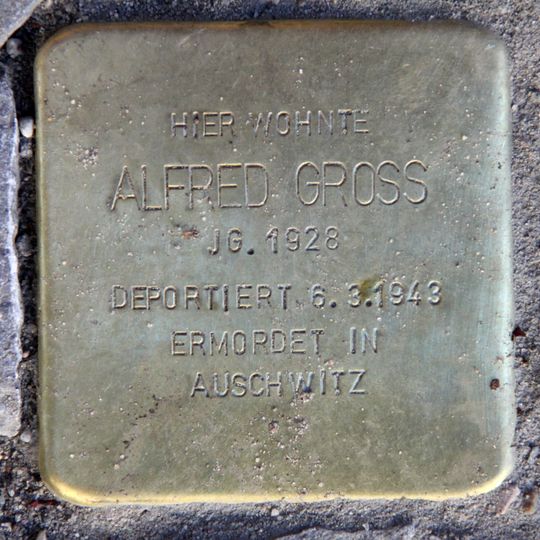 HIER WOHNTE
ALFRED GROSS
JG. 1928
DEPORTIERT 6.3.1943
ERMORDET IN
AUSCHWITZ